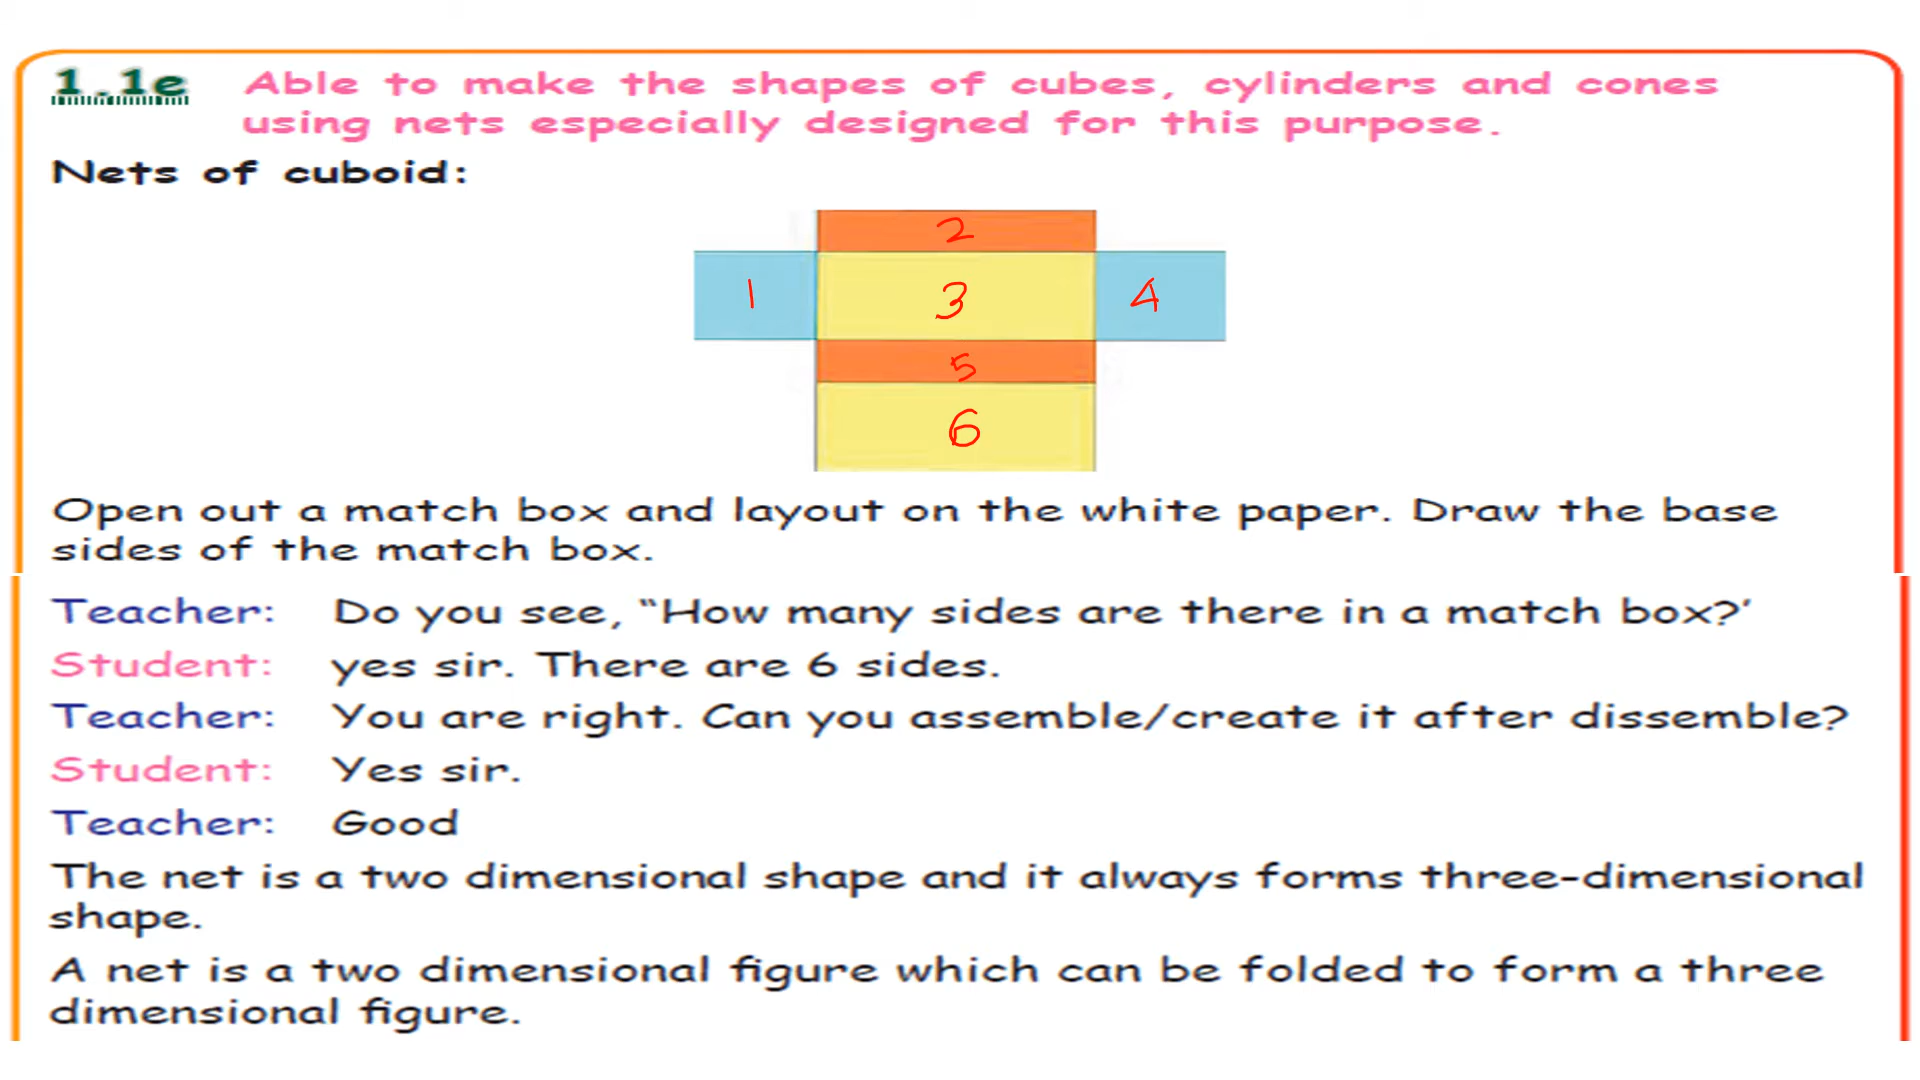 1.1e Able to make the shapes of cubes, cylinders and cones
using nets especially designed for this purpose.
Nets of cuboid:
2
1 3 4
5
6
Open out a match box and layout on the white paper. Draw the base
sides of the match box.
Teacher: Do you see, “How many sides are there in a match box?’
Student: yes sir. There are 6 sides.
Teacher: You are right. Can you assemble/create it after dissemble?
Student: Yes sir.
Teacher: Good
The net is a two dimensional shape and it always forms three-dimensional
shape.
A net is a two dimensional figure which can be folded to form a three
dimensional figure.